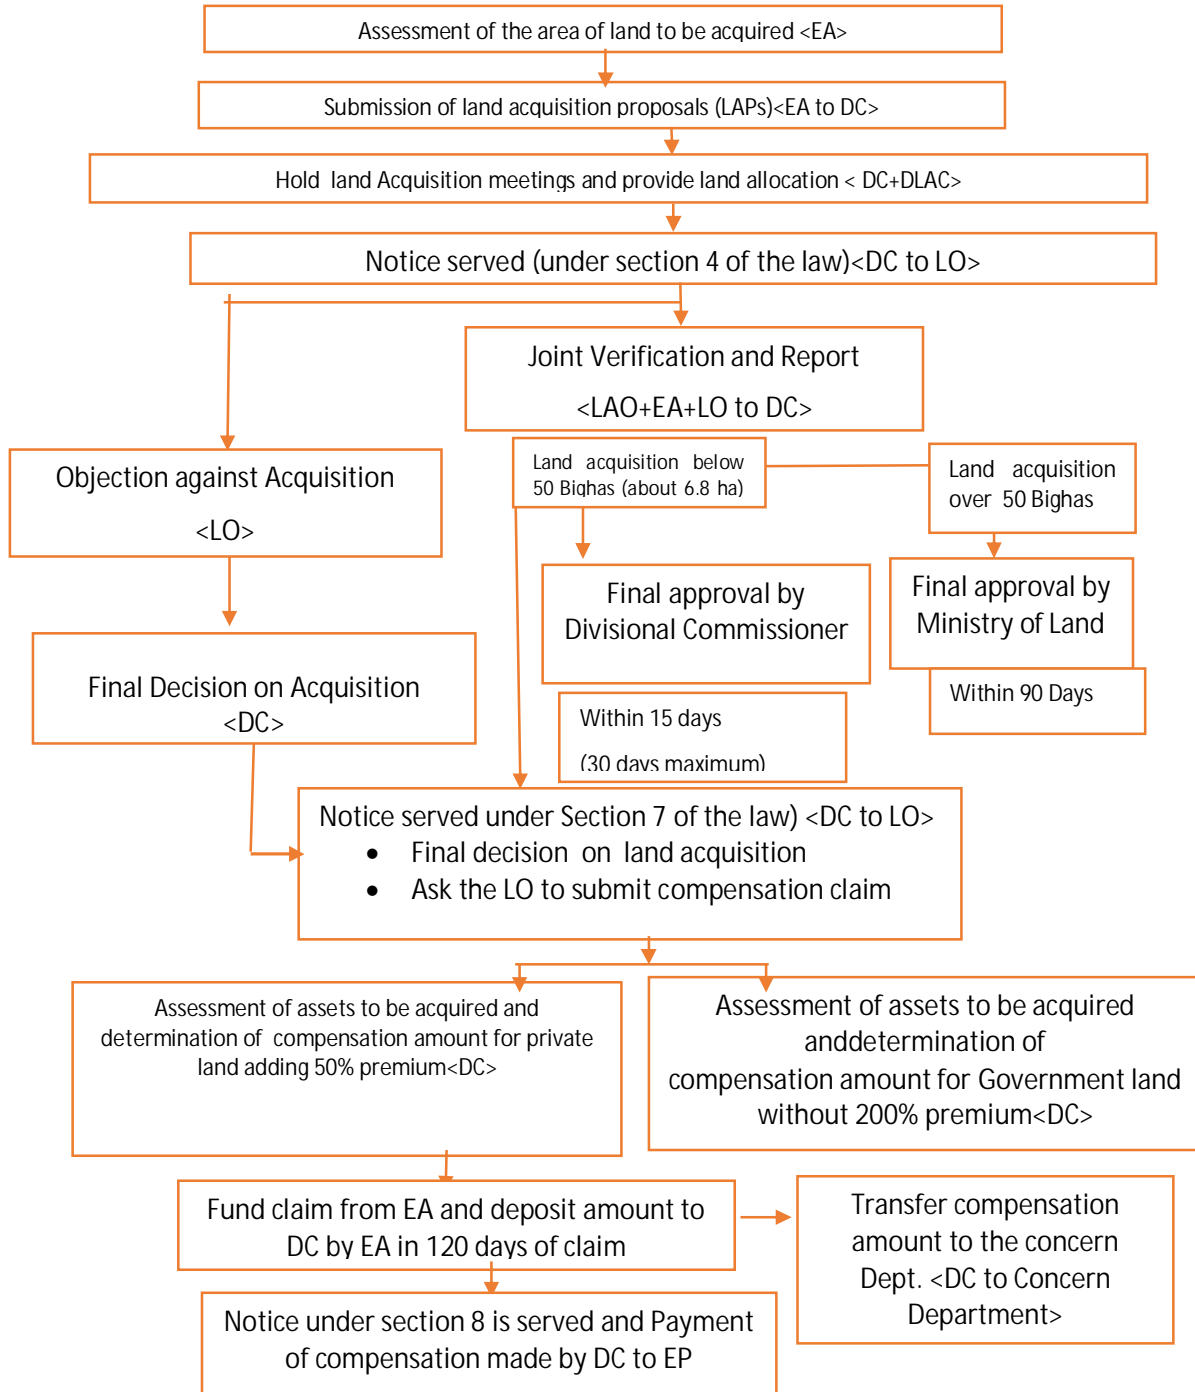 Assessment of the area of land to be acquired <EA>
Submission of land acquisition proposals (LAPs)<EA to DC>
Hold land Acquisition meetings and provide land allocation < DC+DLAC>
Notice served (under section 4 of the law)<DC to LO>
Joint Verification and Report
<LAO+EA+LO to DC>
Objection against Acquisition
<LO>
Land acquisition below
50 Bighas (about 6.8 ha)
Land acquisition
over 50 Bighas
Final approval by
Divisional Commissioner
Final approval by
Ministry of Land
Final Decision on Acquisition
<DC>
Within 90 Days
Within 15 days
(30 days maximum)
Notice served under Section 7 of the law) <DC to LO>
• Final decision on land acquisition
• Ask the LO to submit compensation claim
Assessment of assets to be acquired and
determination of compensation amount for private
land adding 50% premium<DC>
Assessment of assets to be acquired
anddetermination of
compensation amount for Government land
without 200% premium<DC>
Fund claim from EA and deposit amount to
DC by EA in 120 days of claim
Transfer compensation
amount to the concern
Dept. <DC to Concern
Department>
Notice under section 8 is served and Payment
of compensation made by DC to EP